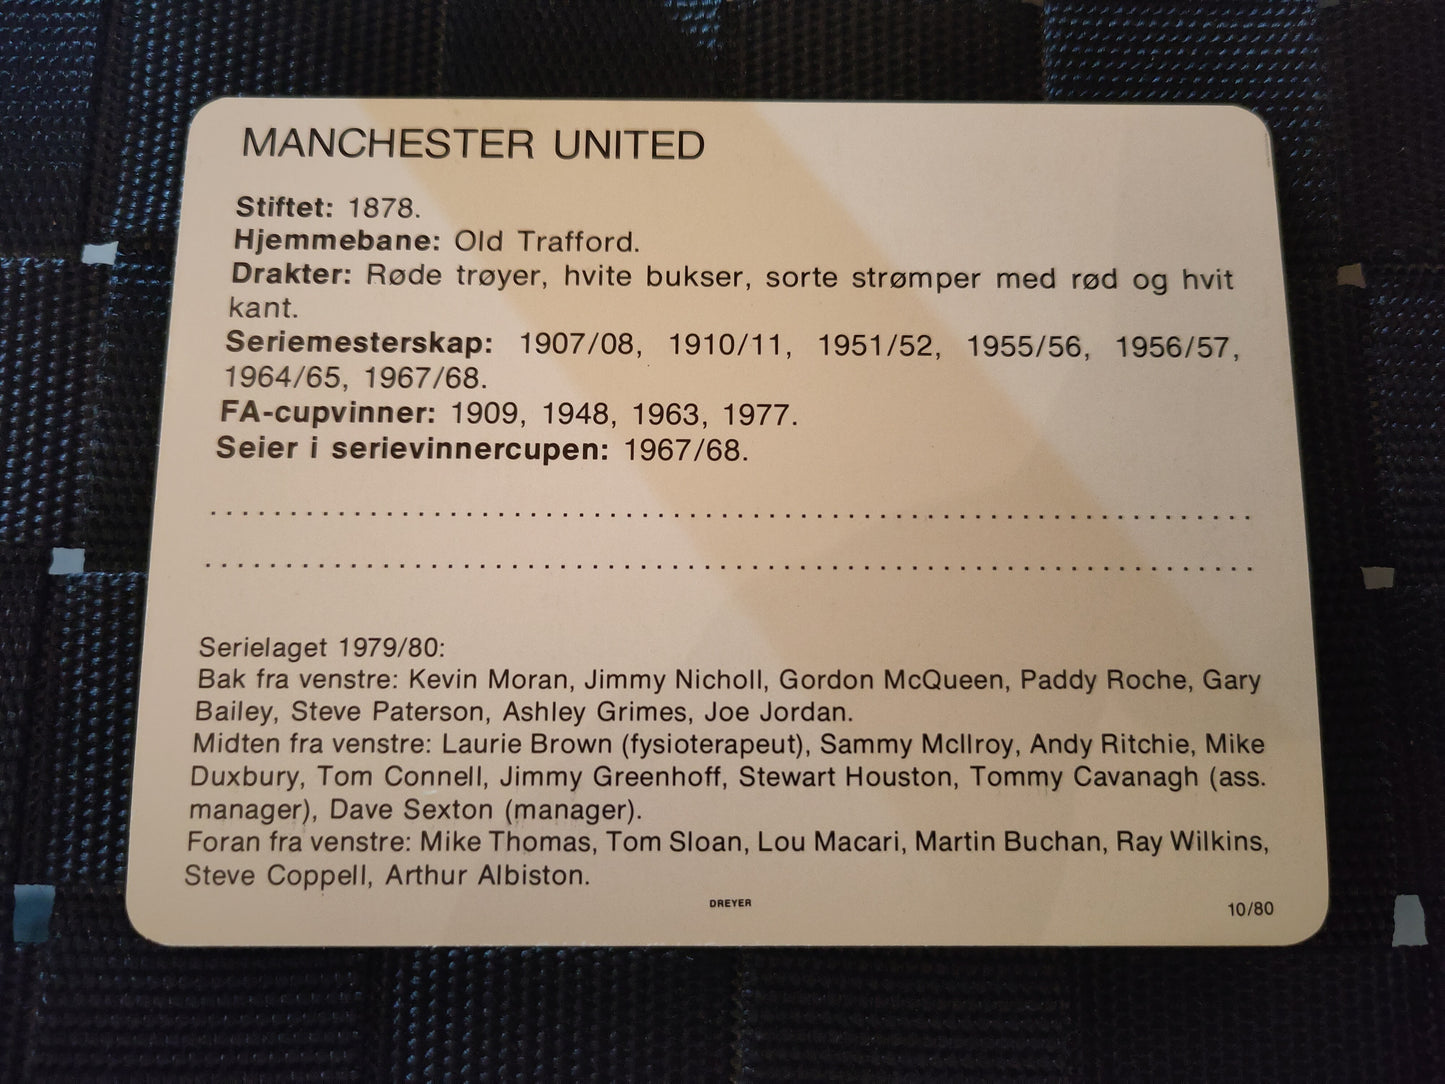 MANCHESTER UNITED
Stiftet: 1878.
Hjemmebane: Old Trafford.
Drakter: Røde trøyer, hvite bukser, sorte strømper med rød og hvit
kant.
Seriemesterskap: 1907/08, 1910/11, 1951/52, 1955/56, 1956/57,
1964/65, 1967/68.
FA-cupvinner: 1909, 1948, 1963, 1977.
Seier i serievinnercupen: 1967/68.
Serielaget 1979/80:
Bak fra venstre: Kevin Moran, Jimmy Nicholl, Gordon McQueen, Paddy Roche, Gary
Bailey, Steve Paterson, Ashley Grimes, Joe Jordan.
Midten fra venstre: Laurie Brown (fysioterapeut), Sammy McIlroy, Andy Ritchie, Mike
Duxbury, Tom Connell, Jimmy Greenhoff, Stewart Houston, Tommy Cavanagh (ass.
manager), Dave Sexton (manager).
Foran fra venstre: Mike Thomas, Tom Sloan, Lou Macari, Martin Buchan, Ray Wilkins,
Steve Coppell, Arthur Albiston.
DREYER
10/80